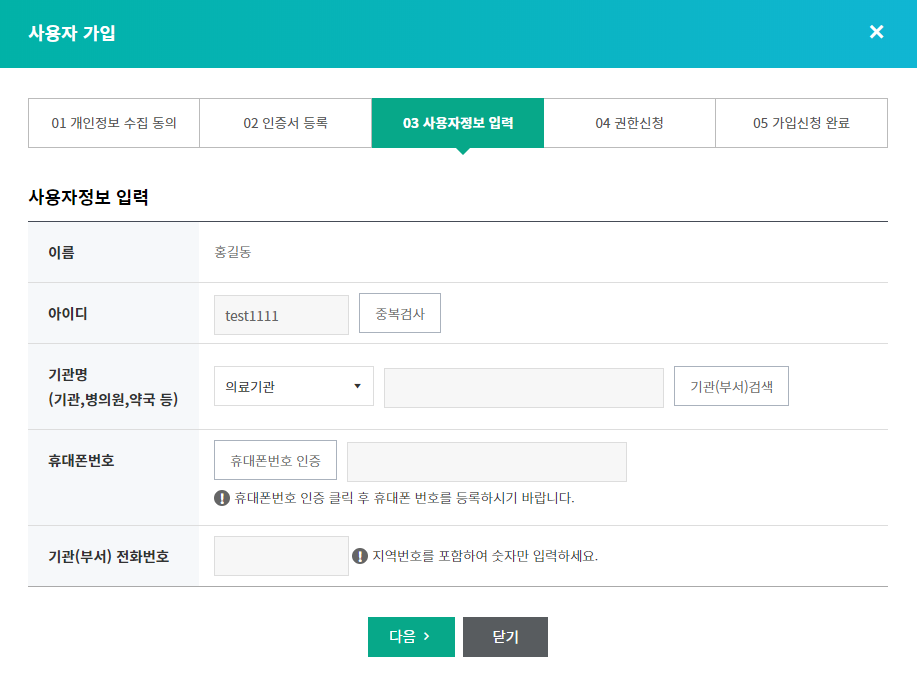 사용자 가입
01 개인정보 수집 동의
02 인증서 등록
03 사용자정보 입력
04 권한신청
05 가입신청 완료
사용자정보 입력
이름
홍길동
아이디
test1111
중복검사
기관명
(기관,병의원,약국 등)
의료기관
기관(부서)검색
휴대폰번호
휴대폰번호 인증
휴대폰번호 인증 클릭 후 휴대폰 번호를 등록하시기 바랍니다.
기관(부서) 전화번호
지역번호를 포함하여 숫자만 입력하세요.
다음
닫기